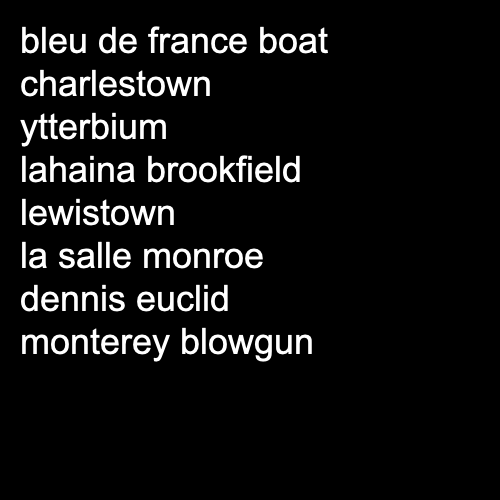 bleu de france boat
charlestown
ytterbium
lahaina brookfield
lewistown
la salle monroe
dennis euclid
monterey blowgun